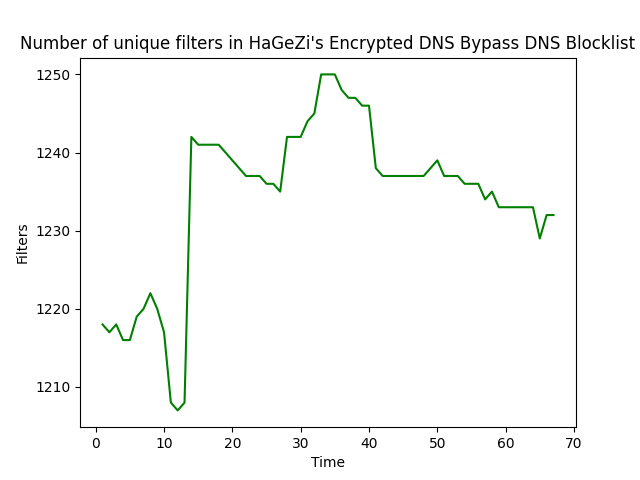 Number of unique filters in HaGeZi's Encrypted DNS Bypass DNS Blocklist
1250
1240
1230
1220
1210
Filters
0 10 20 30 40 50 60 70
Time